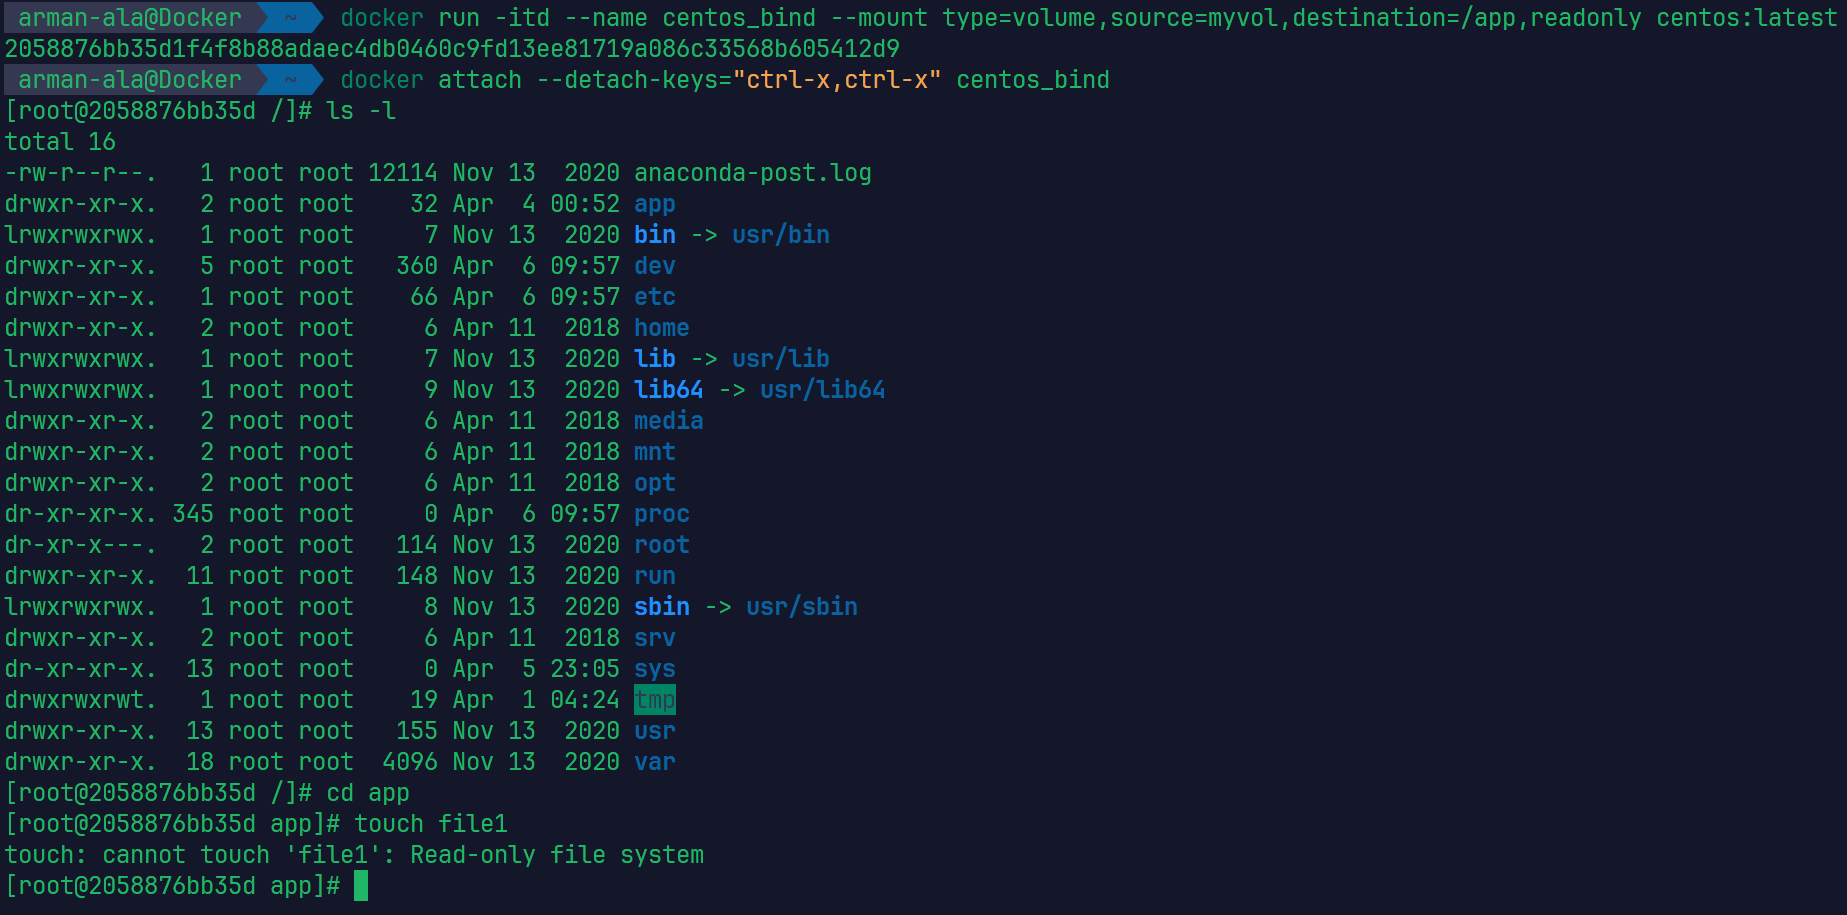 arman-ala@Docker ~ docker run -itd --name centos_bind --mount type=volume,source=myvol,destination=/app,readonly centos:latest
2058876bb35d1f4f8b88adaec4db0460c9fd13ee81719a086c33568b605412d9
arman-ala@Docker ~ docker attach --detach-keys="ctrl-x,ctrl-x" centos_bind
[root@2058876bb35d /]# ls -l
total 16
-rw-r--r--.   1 root root 12114 Nov 13  2020 anaconda-post.log
drwxr-xr-x.   2 root root    32 Apr  4 00:52 app
lrwxrwxrwx.   1 root root     7 Nov 13  2020 bin -> usr/bin
drwxr-xr-x.   5 root root   360 Apr  6 09:57 dev
drwxr-xr-x.   1 root root    66 Apr  6 09:57 etc
drwxr-xr-x.   2 root root     6 Apr 11  2018 home
lrwxrwxrwx.   1 root root     7 Nov 13  2020 lib -> usr/lib
lrwxrwxrwx.   1 root root     9 Nov 13  2020 lib64 -> usr/lib64
drwxr-xr-x.   2 root root     6 Apr 11  2018 media
drwxr-xr-x.   2 root root     6 Apr 11  2018 mnt
drwxr-xr-x.   2 root root     6 Apr 11  2018 opt
dr-xr-xr-x. 345 root root     0 Apr  6 09:57 proc
dr-xr-x---.   2 root root   114 Nov 13  2020 root
drwxr-xr-x.  11 root root   148 Nov 13  2020 run
lrwxrwxrwx.   1 root root     8 Nov 13  2020 sbin -> usr/sbin
drwxr-xr-x.   2 root root     6 Apr 11  2018 srv
dr-xr-xr-x.  13 root root     0 Apr  5 23:05 sys
drwxrwxrwt.   1 root root    19 Apr  1 04:24 tmp
drwxr-xr-x.  13 root root   155 Nov 13  2020 usr
drwxr-xr-x.  18 root root  4096 Nov 13  2020 var
[root@2058876bb35d /]# cd app
[root@2058876bb35d app]# touch file1
touch: cannot touch 'file1': Read-only file system
[root@2058876bb35d app]#